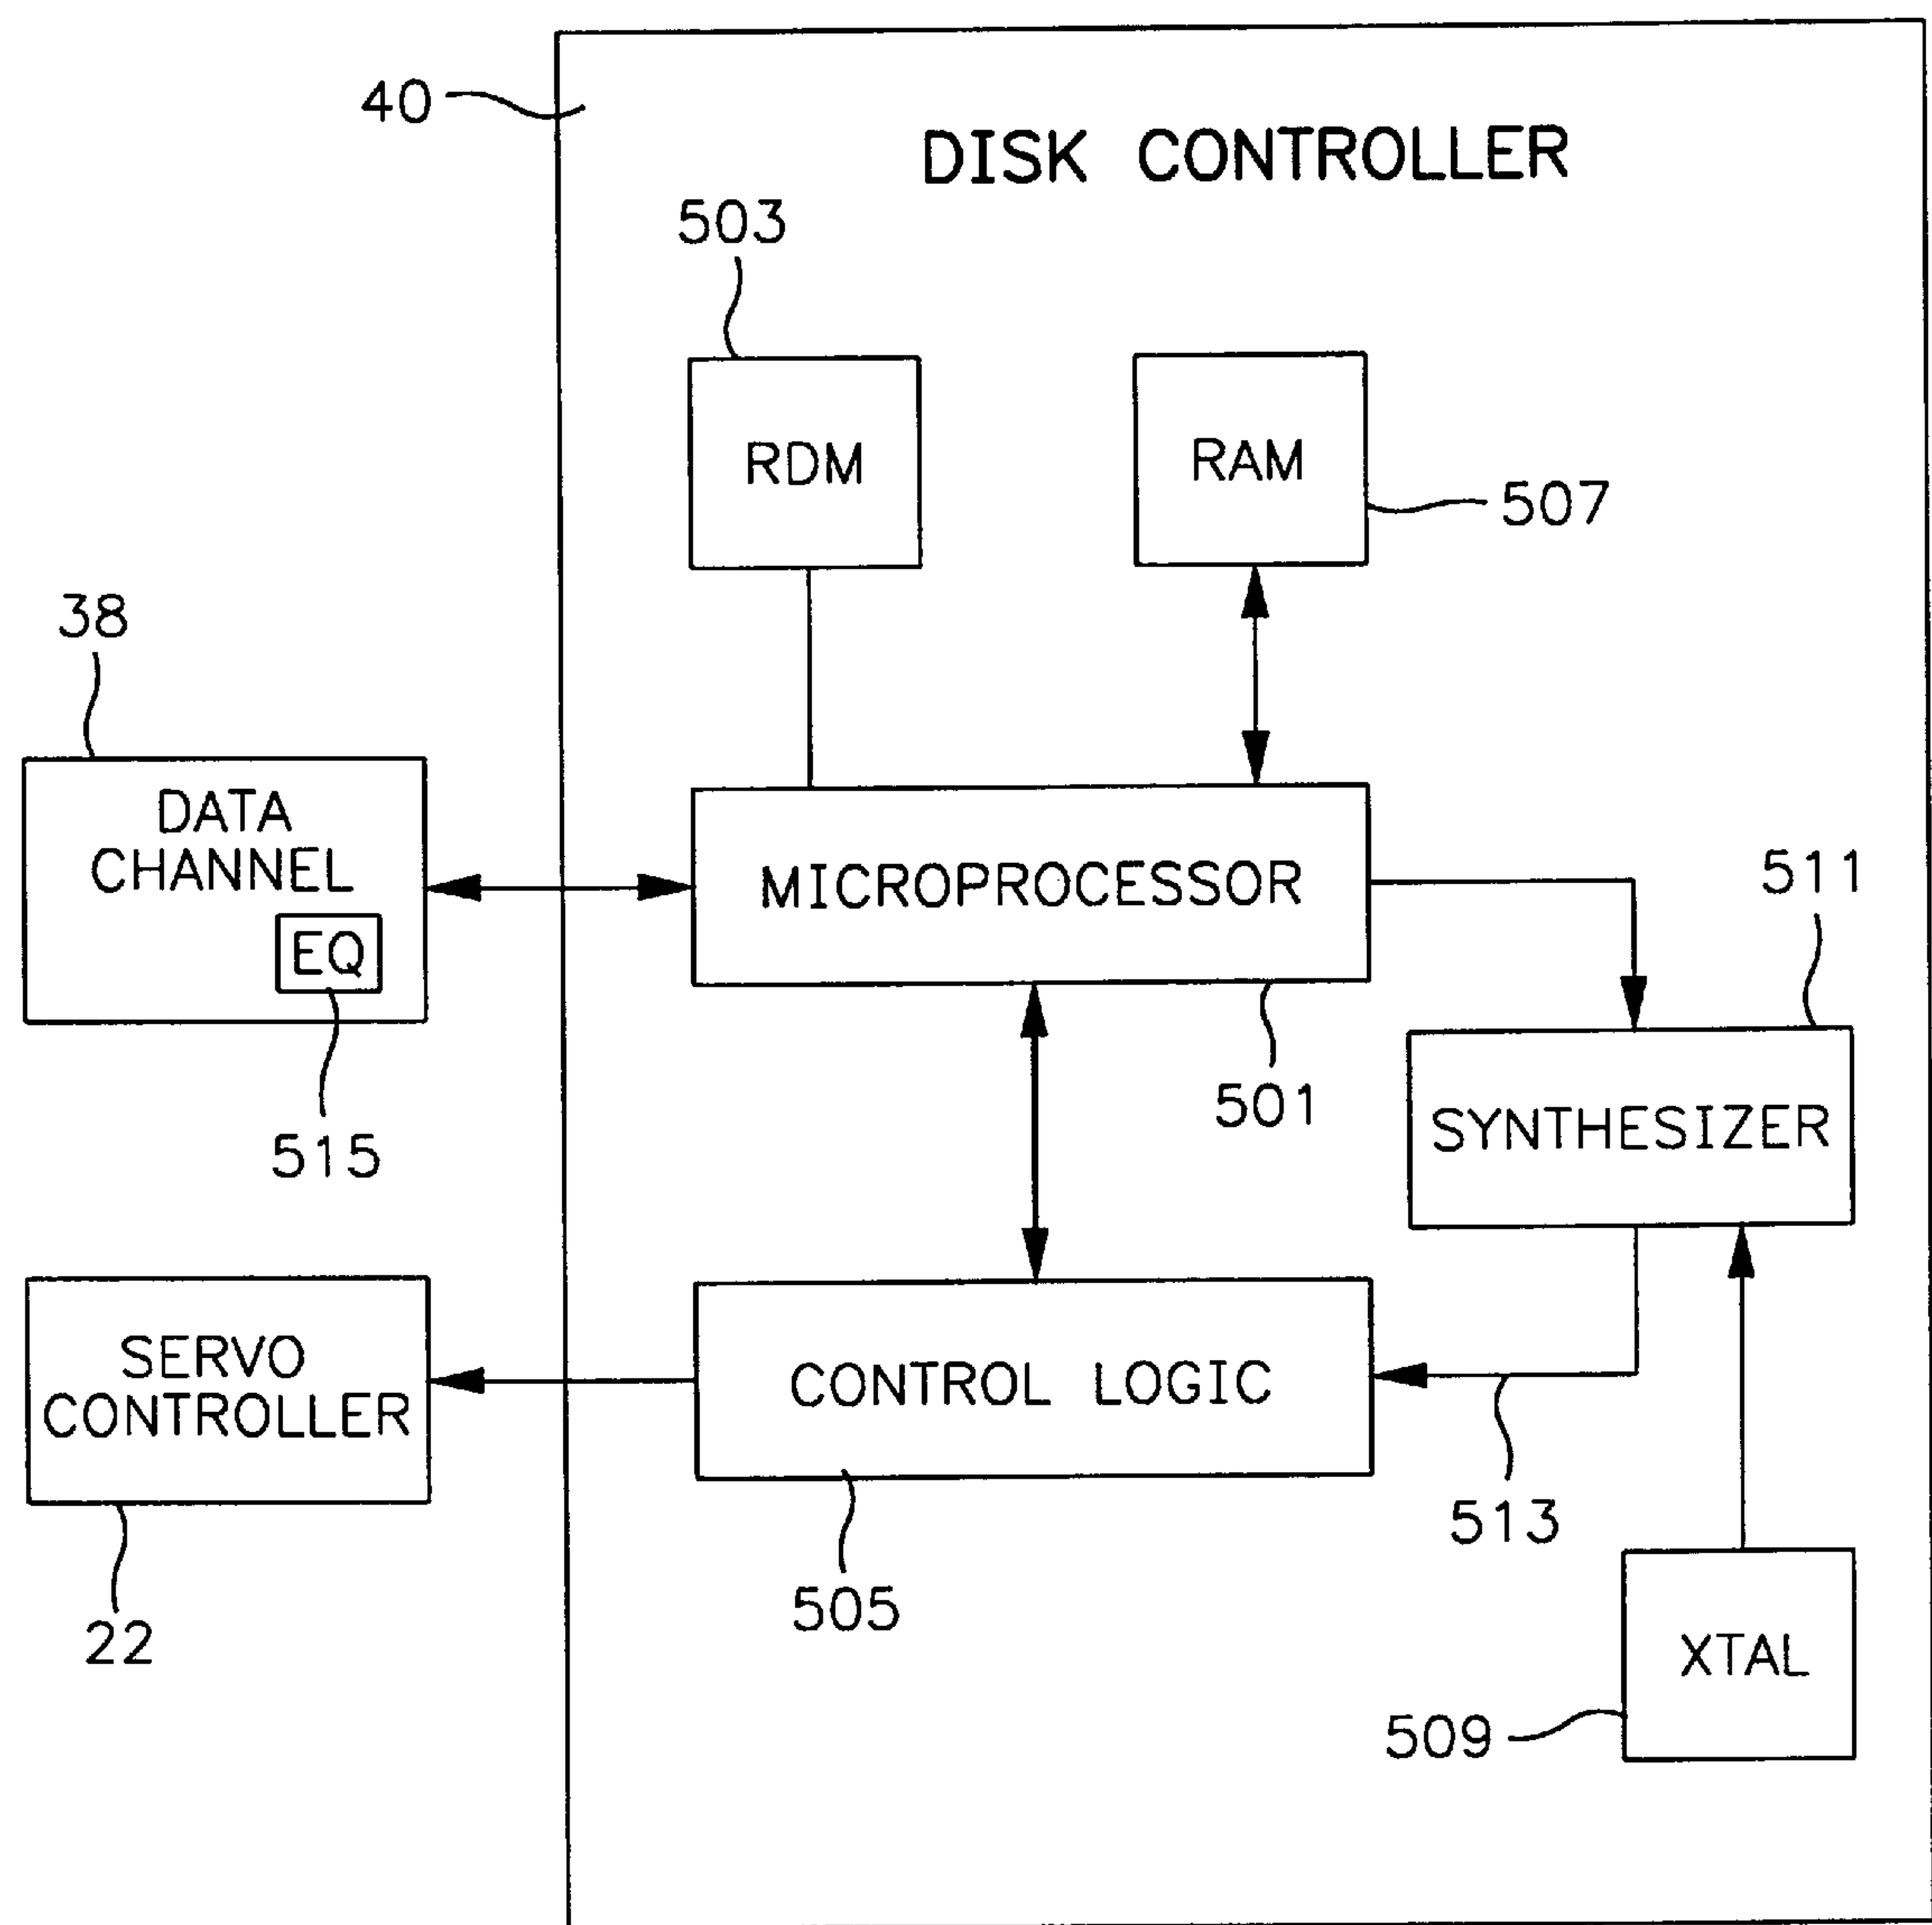 40
DISK CONTROLLER
503
RDM
RAM
507
38
DATA
CHANNEL
EQ
515
MICROPROCESSOR
501
511
SYNTHESIZER
SERVO
CONTROLLER
22
CONTROL LOGIC
505
513
XTAL
509